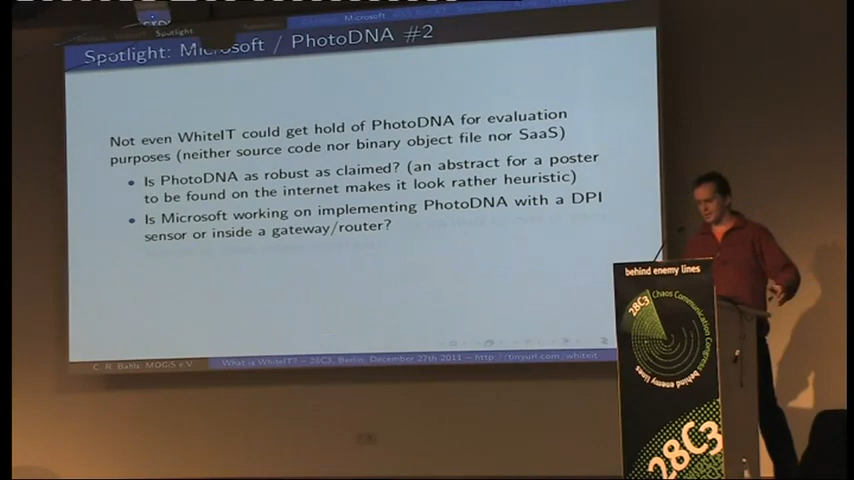 Microsoft
Spotlight
Spotlight: Microsoft / PhotoDNA #2
Not even WhiteIT could get hold of PhotoDNA for evaluation
purposes (neither source code nor binary object file nor SaaS)
• Is PhotoDNA as robust as claimed? (an abstract for a poster
to be found on the internet makes it look rather heuristic)
• Is Microsoft working on implementing PhotoDNA with a DPI
sensor or inside a gateway/router?
C. R. Bahls, MOGiS e.V.
What is WhiteIT? – 28C3, Berlin, December 27th 2011 – http://tinyurl.com/whiteit
behind enemy lines
28C3 Chaos Communication Congress behind enemy lines
28C3